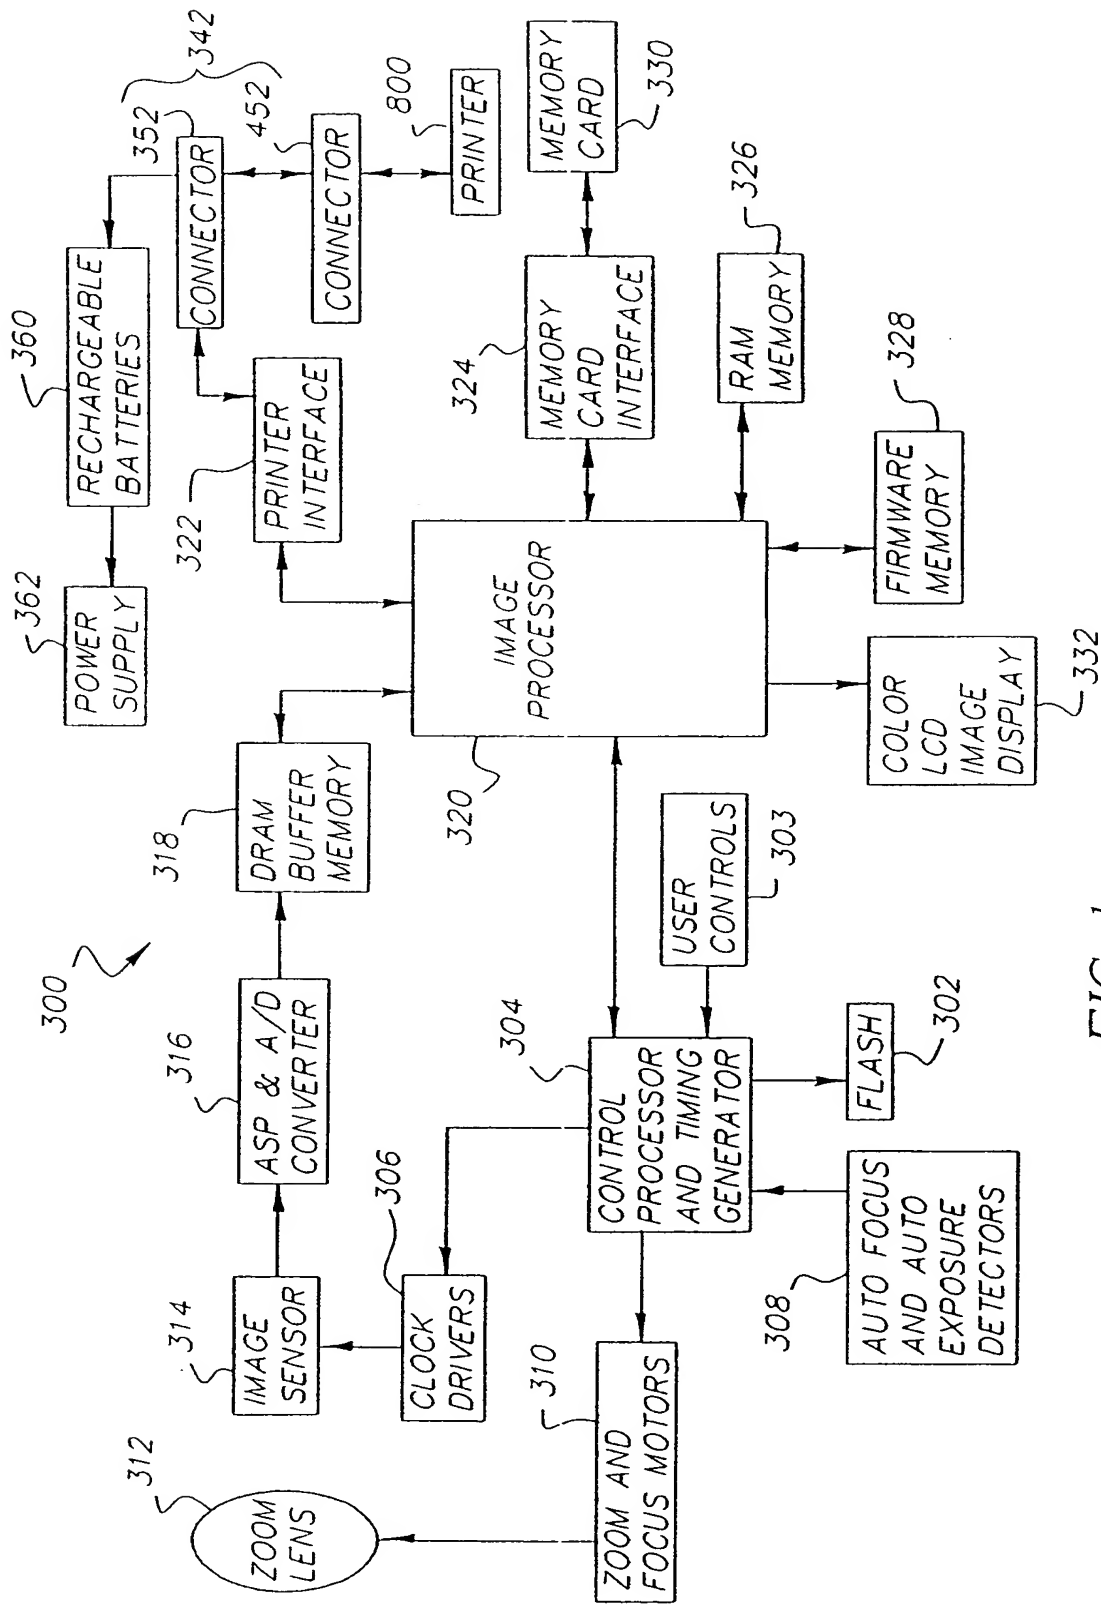 300
312
ZOOM
LENS
314
IMAGE
SENSOR
316
ASP & A/D
CONVERTER
318
DRAM
BUFFER
MEMORY
362
POWER
SUPPLY
360
RECHARGEABLE
BATTERIES
322
PRINTER
INTERFACE
CONNECTOR
352
342
CONNECTOR
452
PRINTER
800
306
CLOCK
DRIVERS
320
IMAGE
PROCESSOR
324
MEMORY
CARD
INTERFACE
MEMORY
CARD
330
310
ZOOM AND
FOCUS MOTORS
304
CONTROL
PROCESSOR
AND TIMING
GENERATOR
USER
CONTROLS
303
RAM
MEMORY
326
308
AUTO FOCUS
AND AUTO
EXPOSURE
DETECTORS
FLASH
302
COLOR
LCD
IMAGE
DISPLAY
332
FIRMWARE
MEMORY
328
FIG. 1